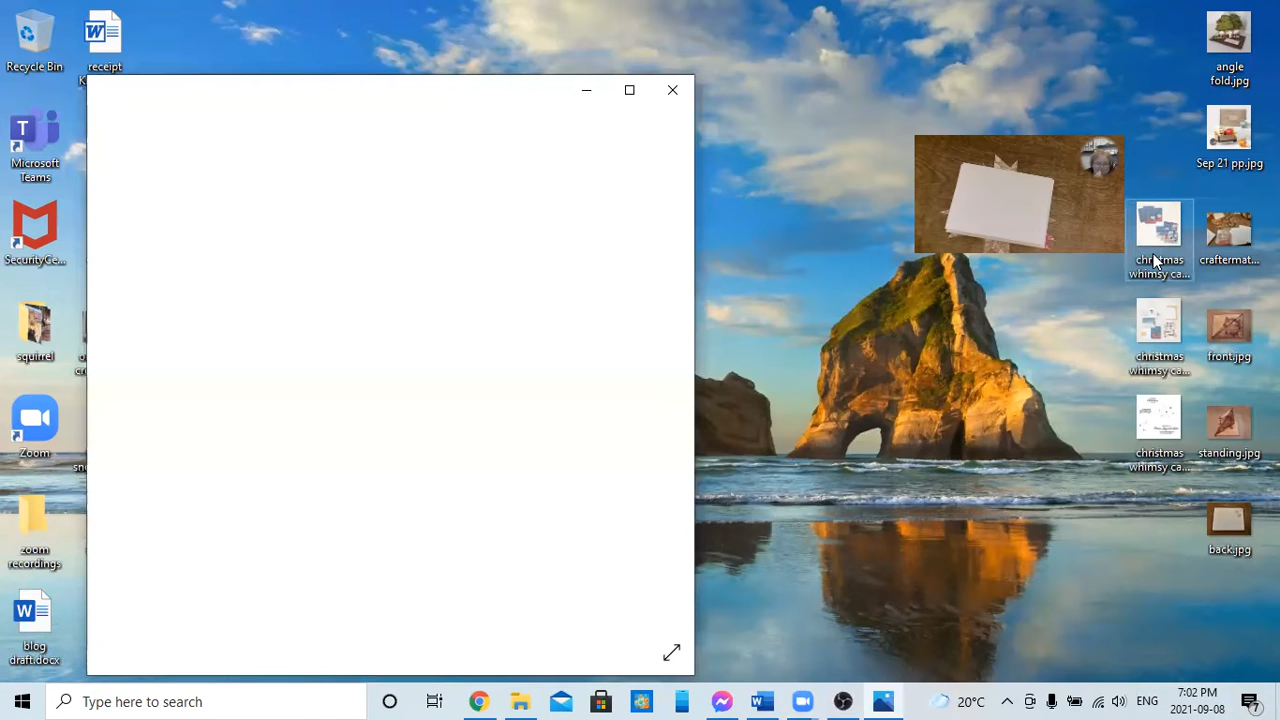 Recycle Bin
receipt
Microsoft
Teams
SecurityCe...
squirrel
Zoom
zoom
recordings
blog
draft.docx
angle
fold.jpg
Sep 21 pp.jpg
christmas
whimsy ca...
craftermat...
christmas
whimsy ca...
front.jpg
christmas
whimsy ca...
standing.jpg
back.jpg
Type here to search
20°C
ENG
7:02 PM
2021-09-08
7